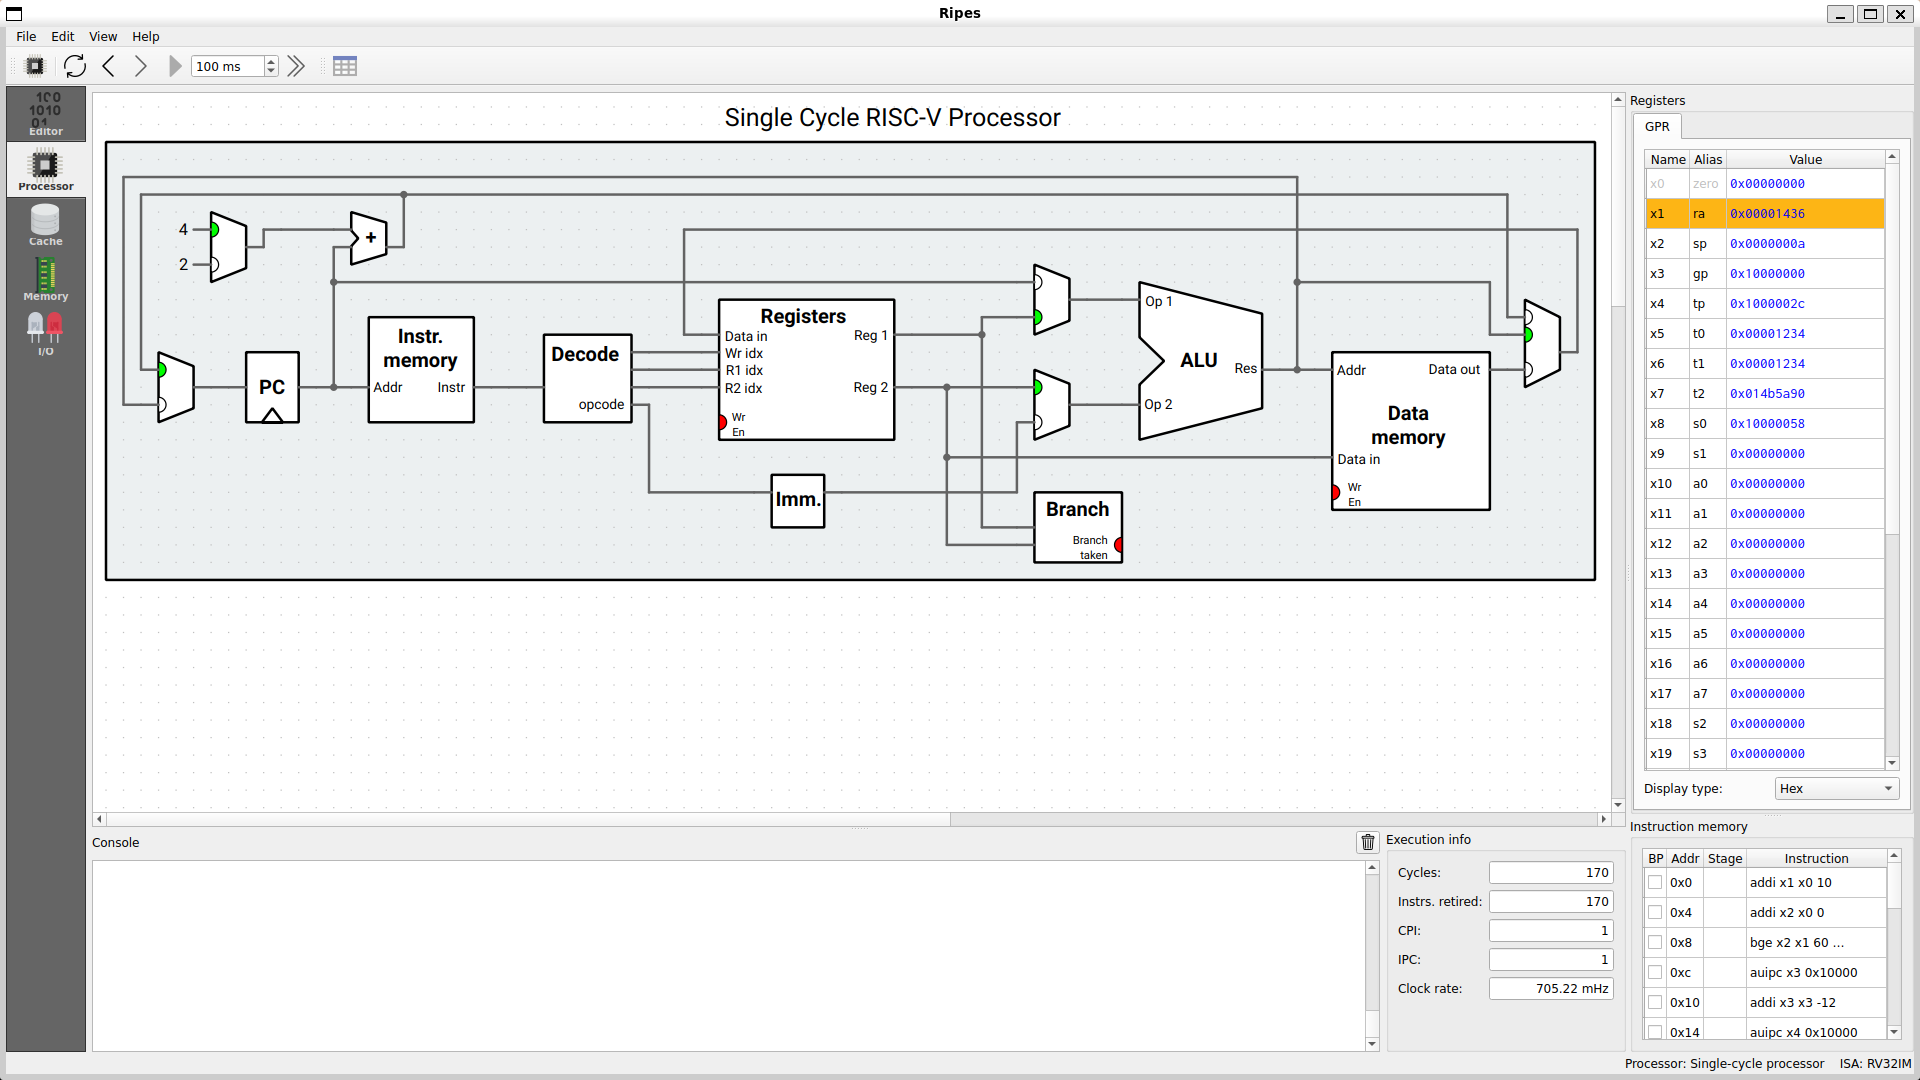 Ripes
File Edit View Help
100 ms
Editor
Processor
Cache
Memory
I/O
Single Cycle RISC-V Processor
4
2
+
PC
Instr. memory
Addr Instr
Decode
opcode
Registers
Data in
Wr idx
R1 idx
R2 idx
Wr En
Reg 1
Reg 2
Imm.
Op 1
ALU
Res
Op 2
Branch
Branch taken
Addr Data out
Data memory
Data in
Wr En
Registers
GPR
Name Alias Value
x0 zero 0x00000000
x1 ra 0x00001436
x2 sp 0x0000000a
x3 gp 0x10000000
x4 tp 0x1000002c
x5 t0 0x00001234
x6 t1 0x00001234
x7 t2 0x014b5a90
x8 s0 0x10000058
x9 s1 0x00000000
x10 a0 0x00000000
x11 a1 0x00000000
x12 a2 0x00000000
x13 a3 0x00000000
x14 a4 0x00000000
x15 a5 0x00000000
x16 a6 0x00000000
x17 a7 0x00000000
x18 s2 0x00000000
x19 s3 0x00000000
Display type: Hex
Console
Execution info
Cycles: 170
Instrs. retired: 170
CPI: 1
IPC: 1
Clock rate: 705.22 mHz
Instruction memory
BP Addr Stage Instruction
0x0 addi x1 x0 10
0x4 addi x2 x0 0
0x8 bge x2 x1 60 ...
0xc auipc x3 0x10000
0x10 addi x3 x3 -12
0x14 auipc x4 0x10000
Processor: Single-cycle processor ISA: RV32IM